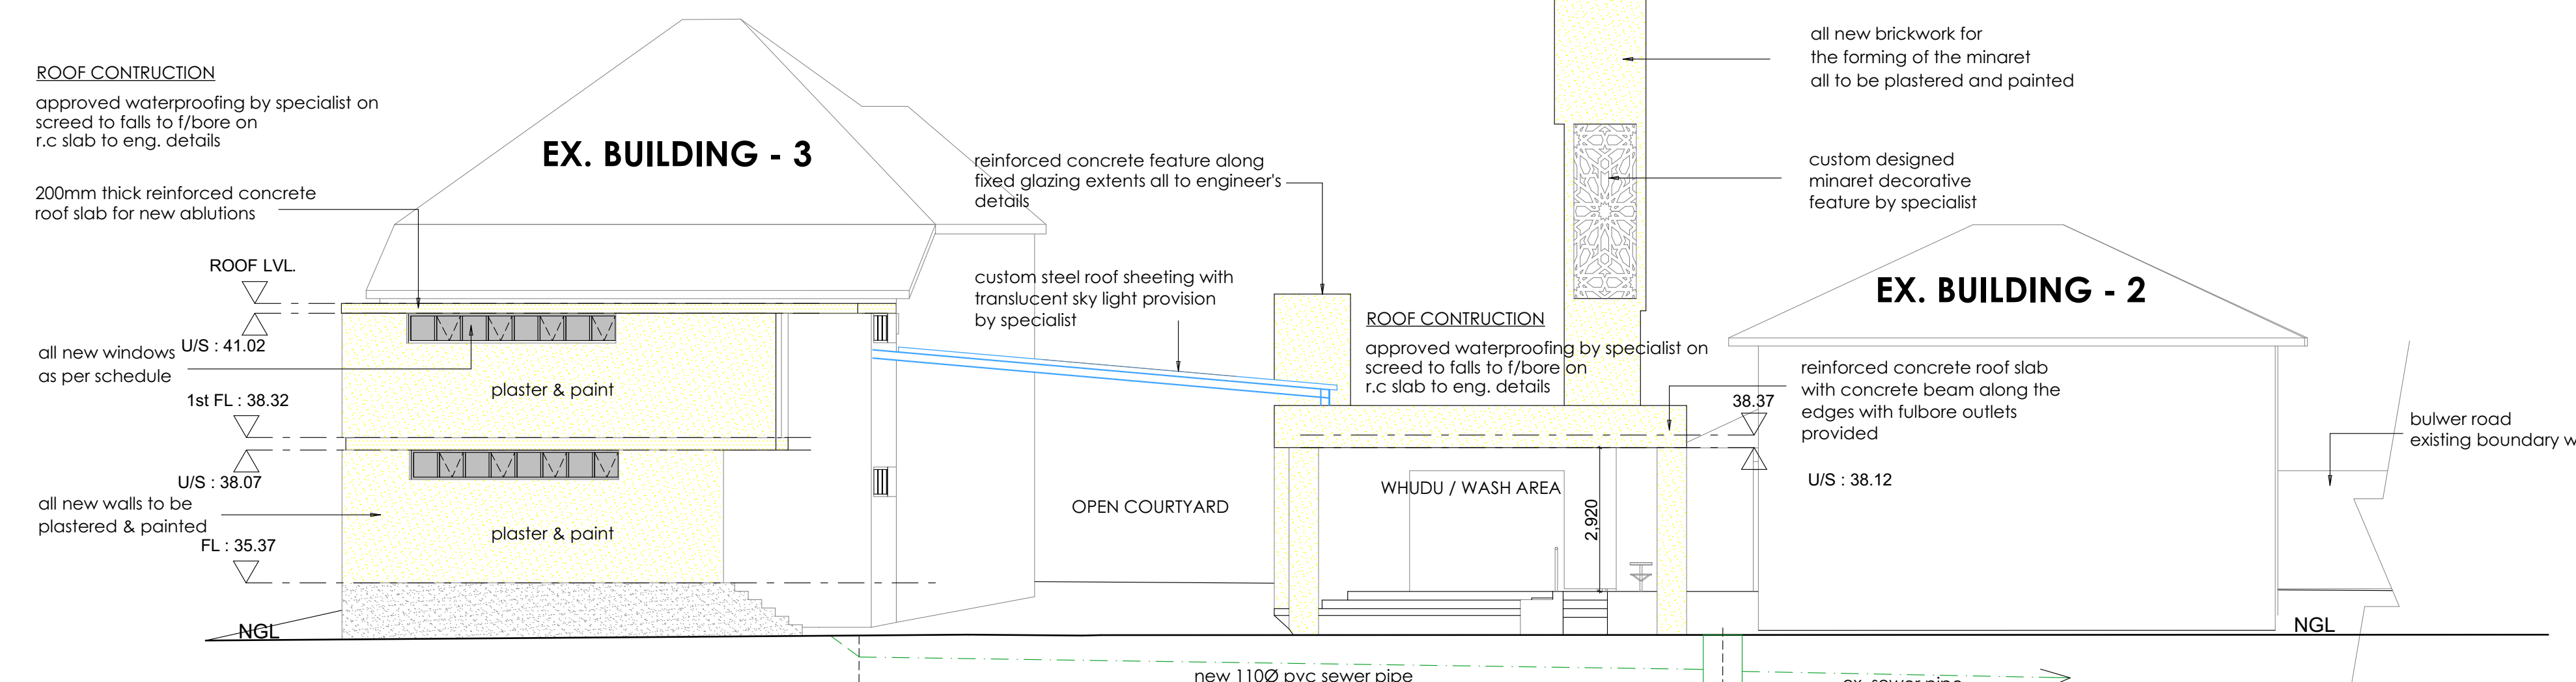 ROOF CONTRUCTION
approved waterproofing by specialist on
screed to falls to f/bore on
r.c slab to eng. details
200mm thick reinforced concrete
roof slab for new ablutions
ROOF LVL.
U/S : 41.02
all new windows
as per schedule
1st FL : 38.32
U/S : 38.07
all new walls to be
plastered & painted
FL : 35.37
NGL
EX. BUILDING - 3
plaster & paint
plaster & paint
reinforced concrete feature along
fixed glazing extents all to engineer's
details
custom steel roof sheeting with
translucent sky light provision
by specialist
OPEN COURTYARD
ROOF CONTRUCTION
approved waterproofing by specialist on
screed to falls to f/bore on
r.c slab to eng. details
WHUDU / WASH AREA
2,920
all new brickwork for
the forming of the minaret
all to be plastered and painted
custom designed
minaret decorative
feature by specialist
EX. BUILDING - 2
38.37
reinforced concrete roof slab
with concrete beam along the
edges with fulbore outlets
provided
U/S : 38.12
bulwer road
existing boundary w
NGL
new 110Ø pvc sewer pipe
ex. sewer pipe